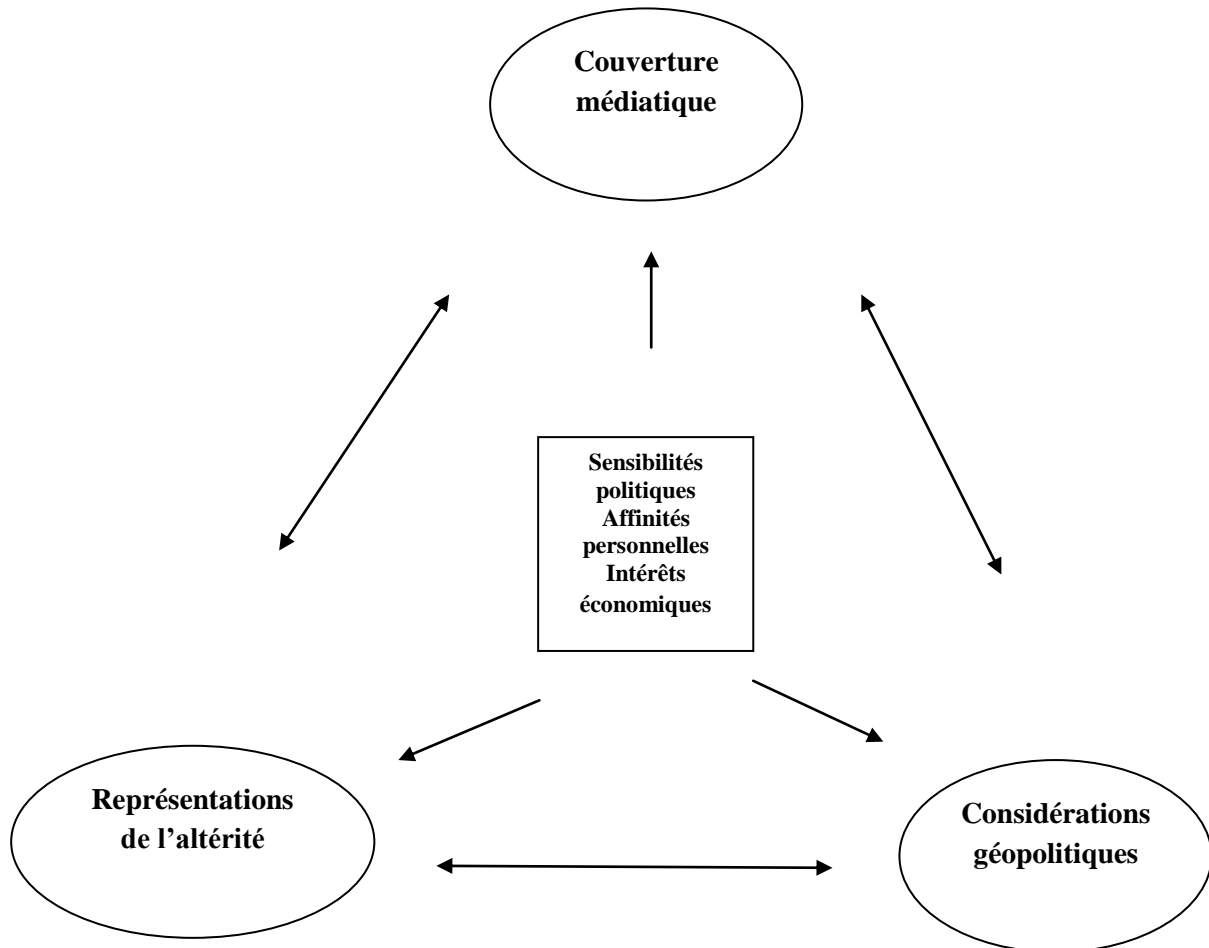 Couverture
médiatique
Sensibilités
politiques
Affinités
personnelles
Intérêts
économiques
Représentations
de l’altérité
Considérations
géopolitiques